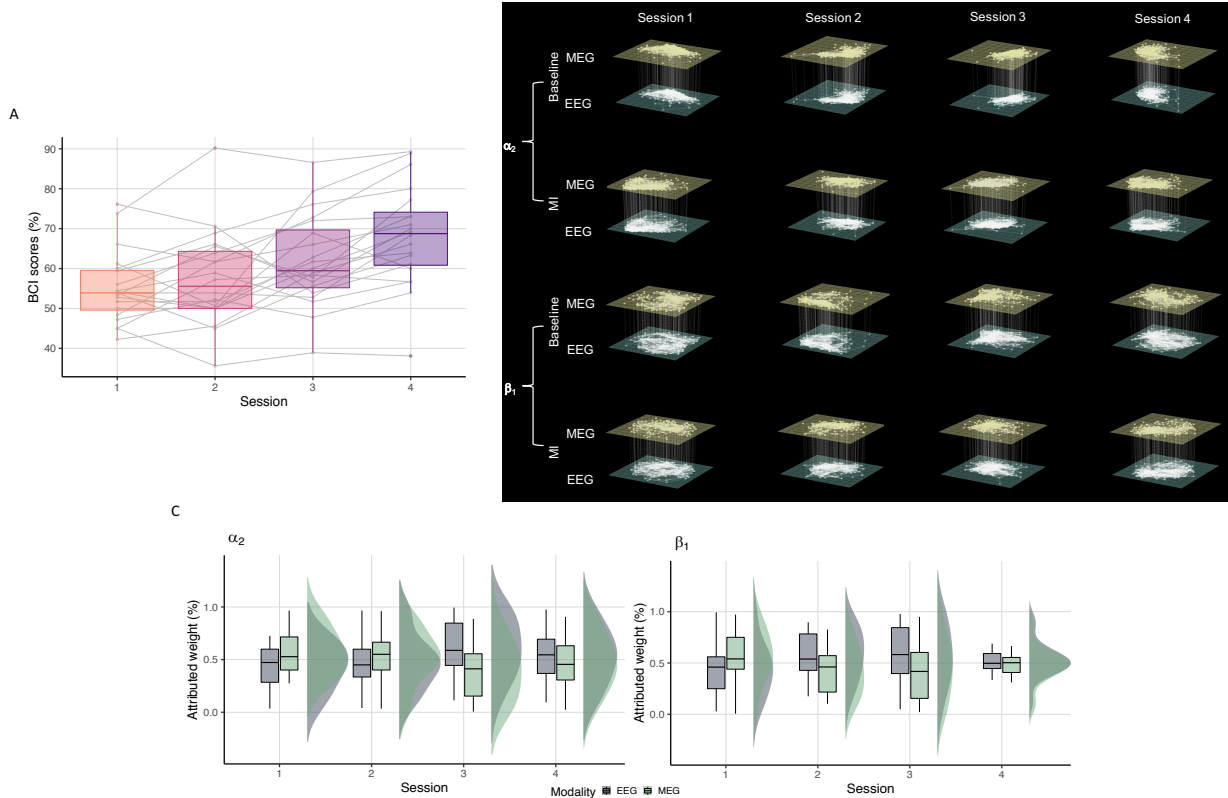 A
BCI scores (%)
90
80
70
60
50
40
1 2 3 4
Session
Session 1 Session 2 Session 3 Session 4
α2
Baseline
MEG
EEG
MI
MEG
EEG
β1
Baseline
MEG
EEG
MI
MEG
EEG
C
α2
Attributed weight (%)
1.0
0.5
0.0
1 2 3 4
Session
β1
Attributed weight (%)
1.0
0.5
0.0
1 2 3 4
Session
Modality EEG MEG